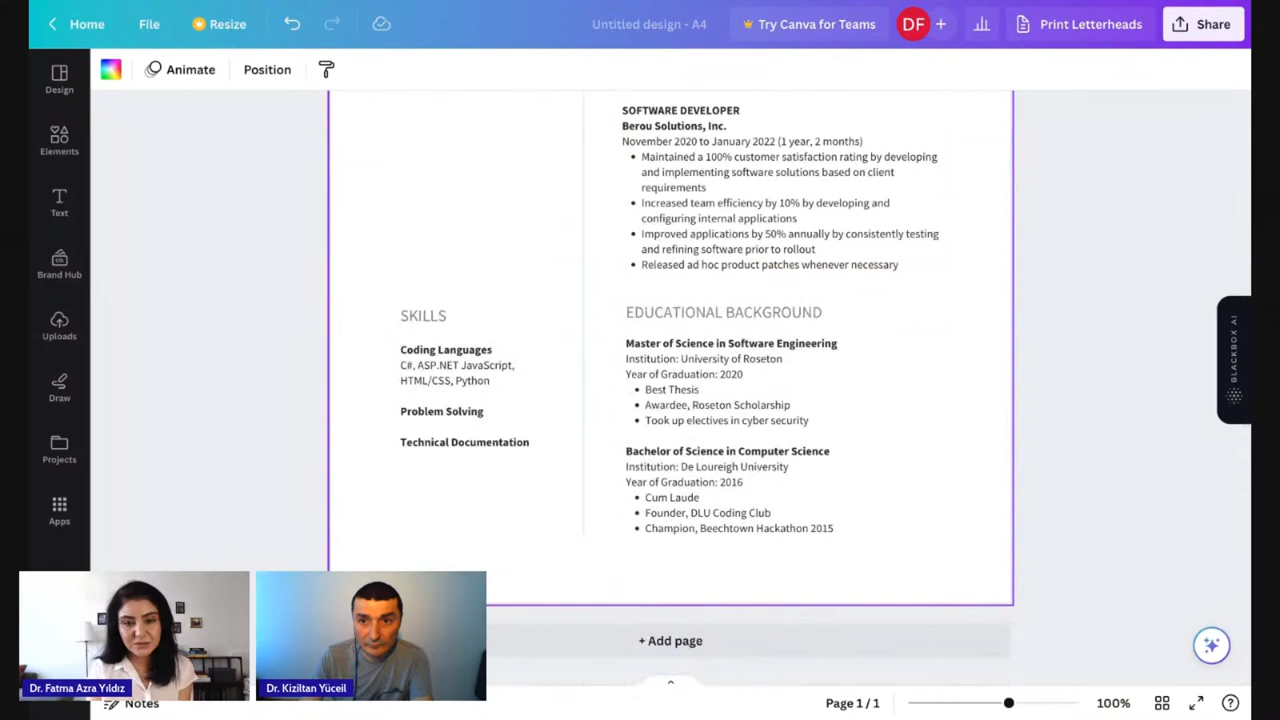 Home
File
Resize
Untitled design - A4
Try Canva for Teams
DF
+
Print Letterheads
Share
Animate
Position
Design
Elements
Text
CO.
Brand Hub
Uploads
Draw
Projects
Apps
SOFTWARE DEVELOPER
Berou Solutions, Inc.
November 2020 to January 2022 (1 year, 2 months)
• Maintained a 100% customer satisfaction rating by developing
and implementing software solutions based on client
requirements
• Increased team efficiency by 10% by developing and
configuring internal applications
• Improved applications by 50% annually by consistently testing
and refining software prior to rollout
• Released ad hoc product patches whenever necessary
SKILLS
Coding Languages
C#, ASP.NET JavaScript,
HTML/CSS, Python
Problem Solving
Technical Documentation
EDUCATIONAL BACKGROUND
Master of Science in Software Engineering
Institution: University of Roseton
Year of Graduation: 2020
• Best Thesis
• Awardee, Roseton Scholarship
• Took up electives in cyber security
Bachelor of Science in Computer Science
Institution: De Loureigh University
Year of Graduation: 2016
• Cum Laude
• Founder, DLU Coding Club
• Champion, Beechtown Hackathon 2015
BLACKBOX AI
+ Add page
Dr. Fatma Azra Yıldız
Dr. Kiziltan Yüceil
Notes
Page 1 / 1
100%
?